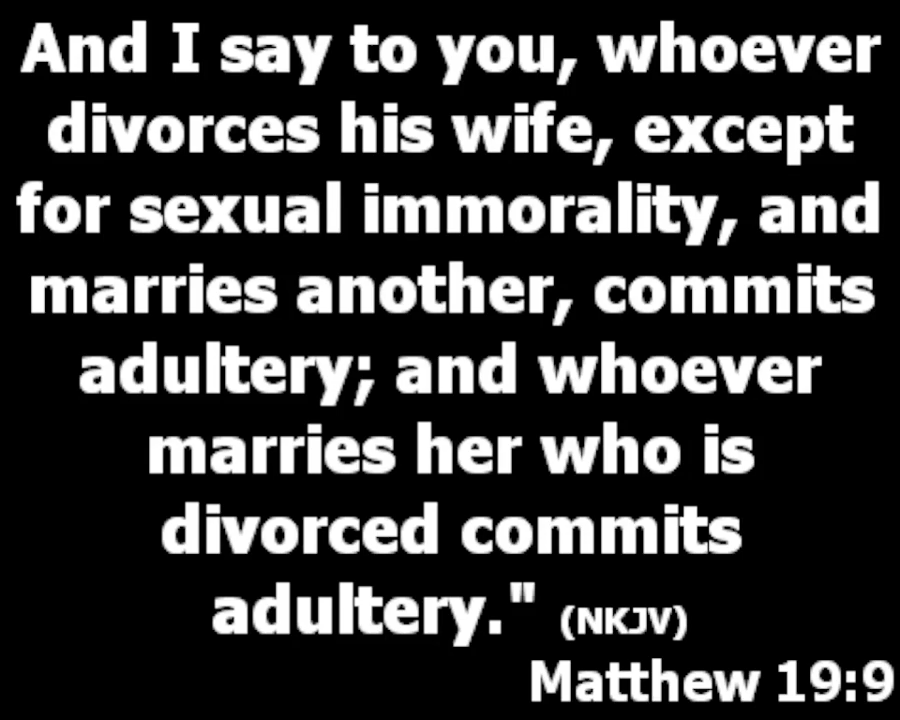 And I say to you, whoever
divorces his wife, except
for sexual immorality, and
marries another, commits
adultery; and whoever
marries her who is
divorced commits
adultery." (NKJV)
Matthew 19:9